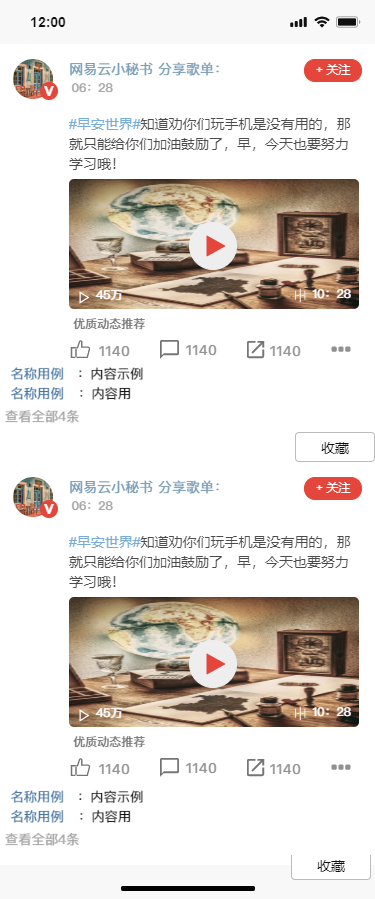 12:00
网易云小秘书 分享歌单：
+ 关注
06：28
#早安世界#知道劝你们玩手机是没有用的，那
就只能给你们加油鼓励了，早，今天也要努力
学习哦！
45万
10：28
优质动态推荐
1140
1140
1140
名称用例 ：内容示例
名称用例 ：内容用
查看全部4条
收藏
网易云小秘书 分享歌单：
+ 关注
06：28
#早安世界#知道劝你们玩手机是没有用的，那
就只能给你们加油鼓励了，早，今天也要努力
学习哦！
45万
10：28
优质动态推荐
1140
1140
1140
名称用例 ：内容示例
名称用例 ：内容用
查看全部4条
收藏